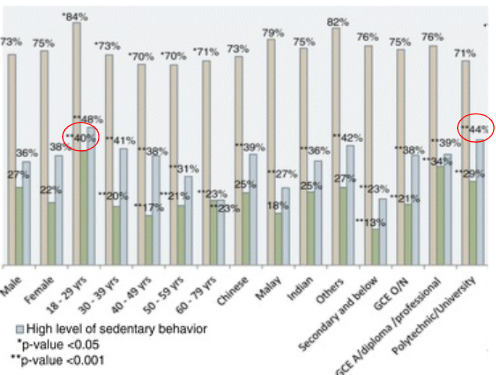 *84%
82%
79%
73% 75% *73% *70% *70% *71% 73% 75% 76% 75% 76% 71%
**48%
**40% **41% **42% **44%
36% 38% **38% **39% **36% **38% **39%
**31% **34%
27% 22% **20% **17% **21% **23% **23% 25% **27% 18% 25% 27% **23% **13% **21% **29%
Male
Female
18 - 29 yrs
30 - 39 yrs
40 - 49 yrs
50 - 59 yrs
60 - 79 yrs
Chinese
Malay
Indian
Others
Secondary and below
GCE O/N
GCE A/diploma /professional
Polytechnic/University
High level of sedentary behavior
*p-value <0.05
**p-value <0.001